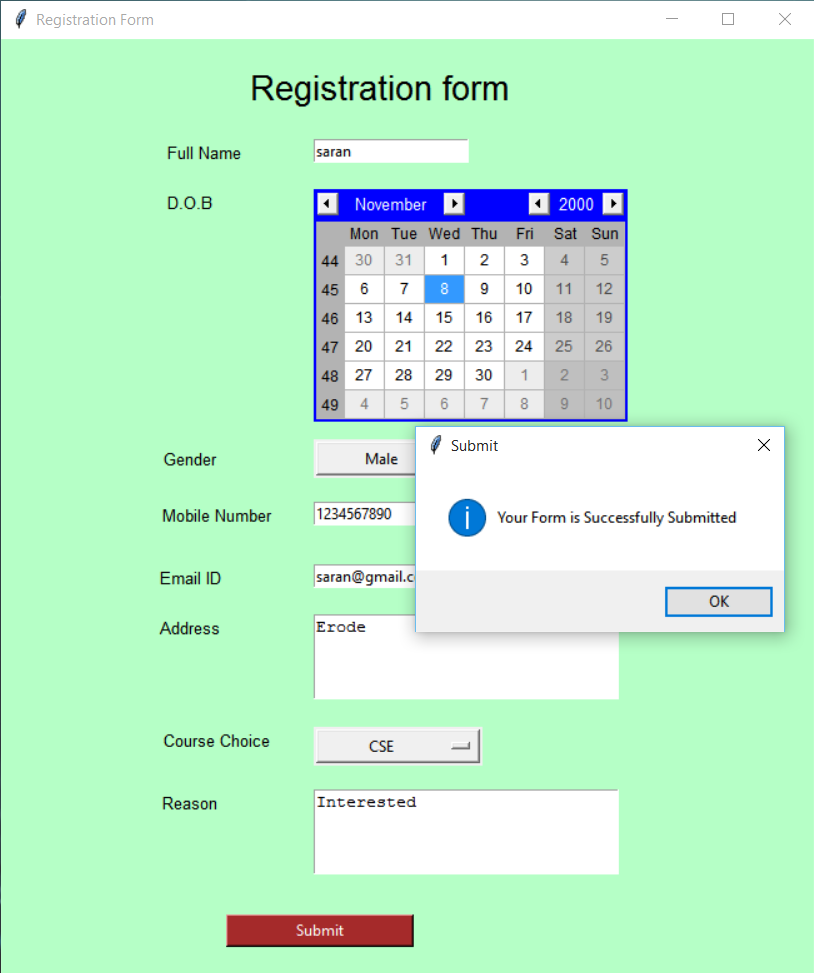 Registration Form
Registration form
Full Name saran
D.O.B
November 2000
Mon Tue Wed Thu Fri Sat Sun
44 30 31 1 2 3 4 5
45 6 7 8 9 10 11 12
46 13 14 15 16 17 18 19
47 20 21 22 23 24 25 26
48 27 28 29 30 1 2 3
49 4 5 6 7 8 9 10
Gender Male
Submit
Mobile Number 1234567890
Your Form is Successfully Submitted
Email ID saran@gmail.c
OK
Address Erode
Course Choice CSE
Reason Interested
Submit